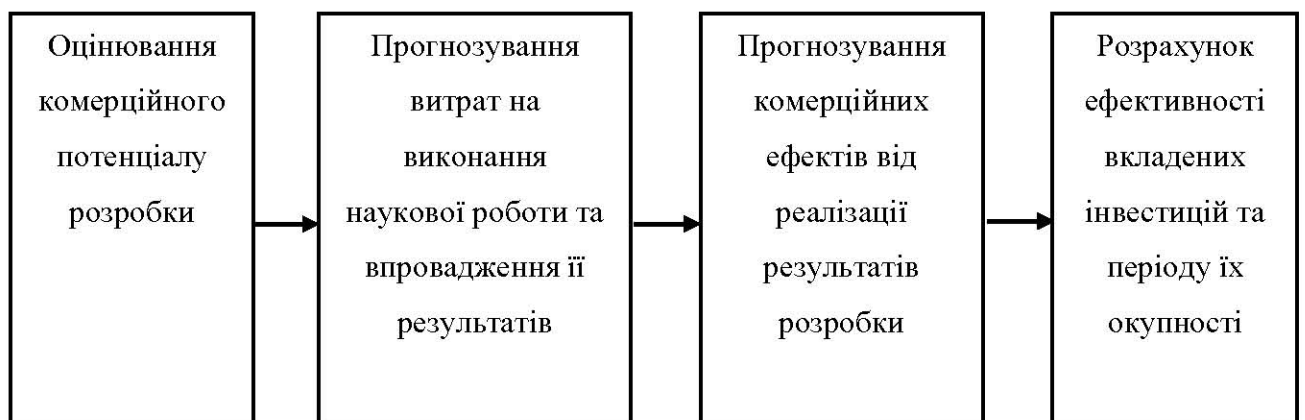 Оцінювання
комерційного
потенціалу
розробки
Прогнозування
витрат на
виконання
наукової роботи та
впровадження її
результатів
Прогнозування
комерційних
ефектів від
реалізації
результатів
розробки
Розрахунок
ефективності
вкладених
інвестицій та
періоду їх
окупності